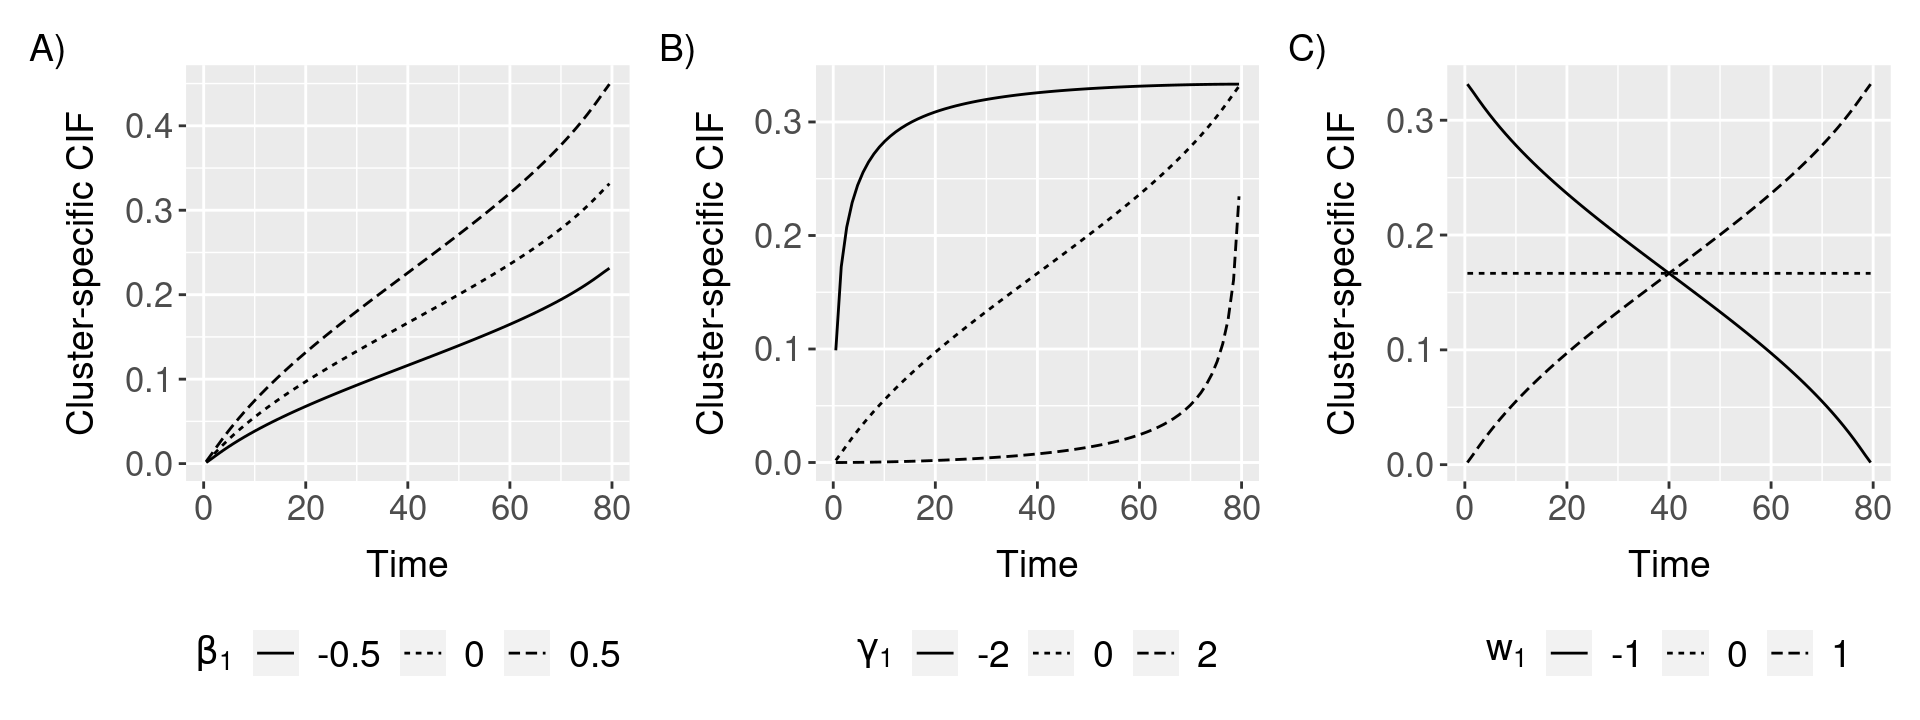 A)
Cluster-specific CIF
0.4
0.3
0.2
0.1
0.0
0 20 40 60 80
Time
β1 -0.5 0 0.5
B)
Cluster-specific CIF
0.3
0.2
0.1
0.0
0 20 40 60 80
Time
γ1 -2 0 2
C)
Cluster-specific CIF
0.3
0.2
0.1
0.0
0 20 40 60 80
Time
w1 -1 0 1